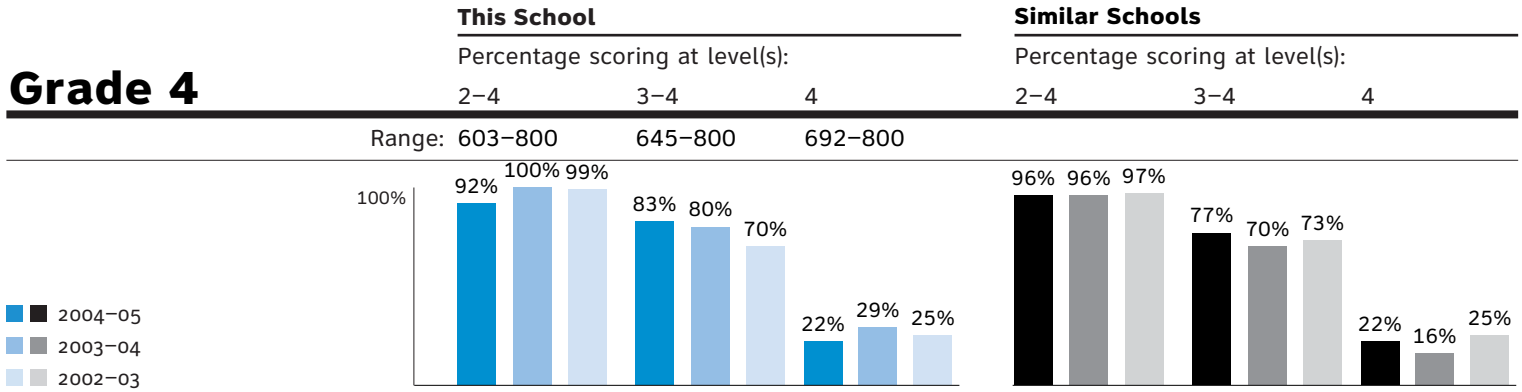 This School Similar Schools
Percentage scoring at level(s): Percentage scoring at level(s):
Grade 4 2–4 3–4 4 2–4 3–4 4
Range: 603–800 645–800 692–800
100%
92% 100% 99% 83% 80% 70% 22% 29% 25% 96% 96% 97% 77% 70% 73% 22% 16% 25%
2004–05
2003–04
2002–03